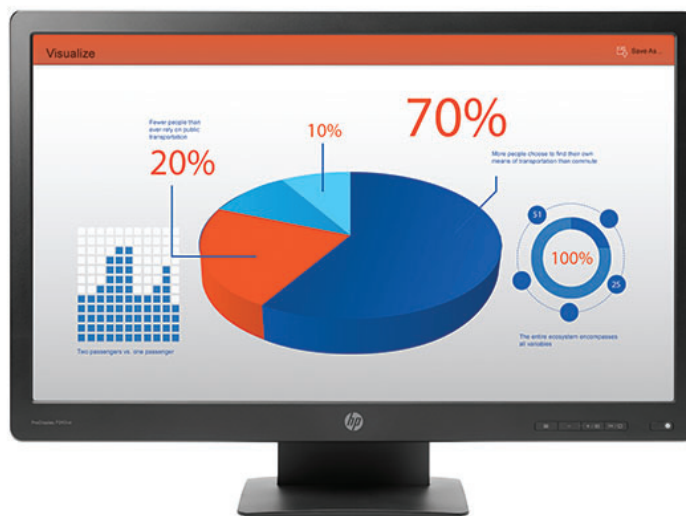 Visualize
Save As...
Fewer people than
ever rely on public
transportation
20%
10%
70%
More people choose to find their own
means of transportation than commute
51
100%
25
Two passengers vs. one passenger
The entire ecosystem encompasses
all variables
hp